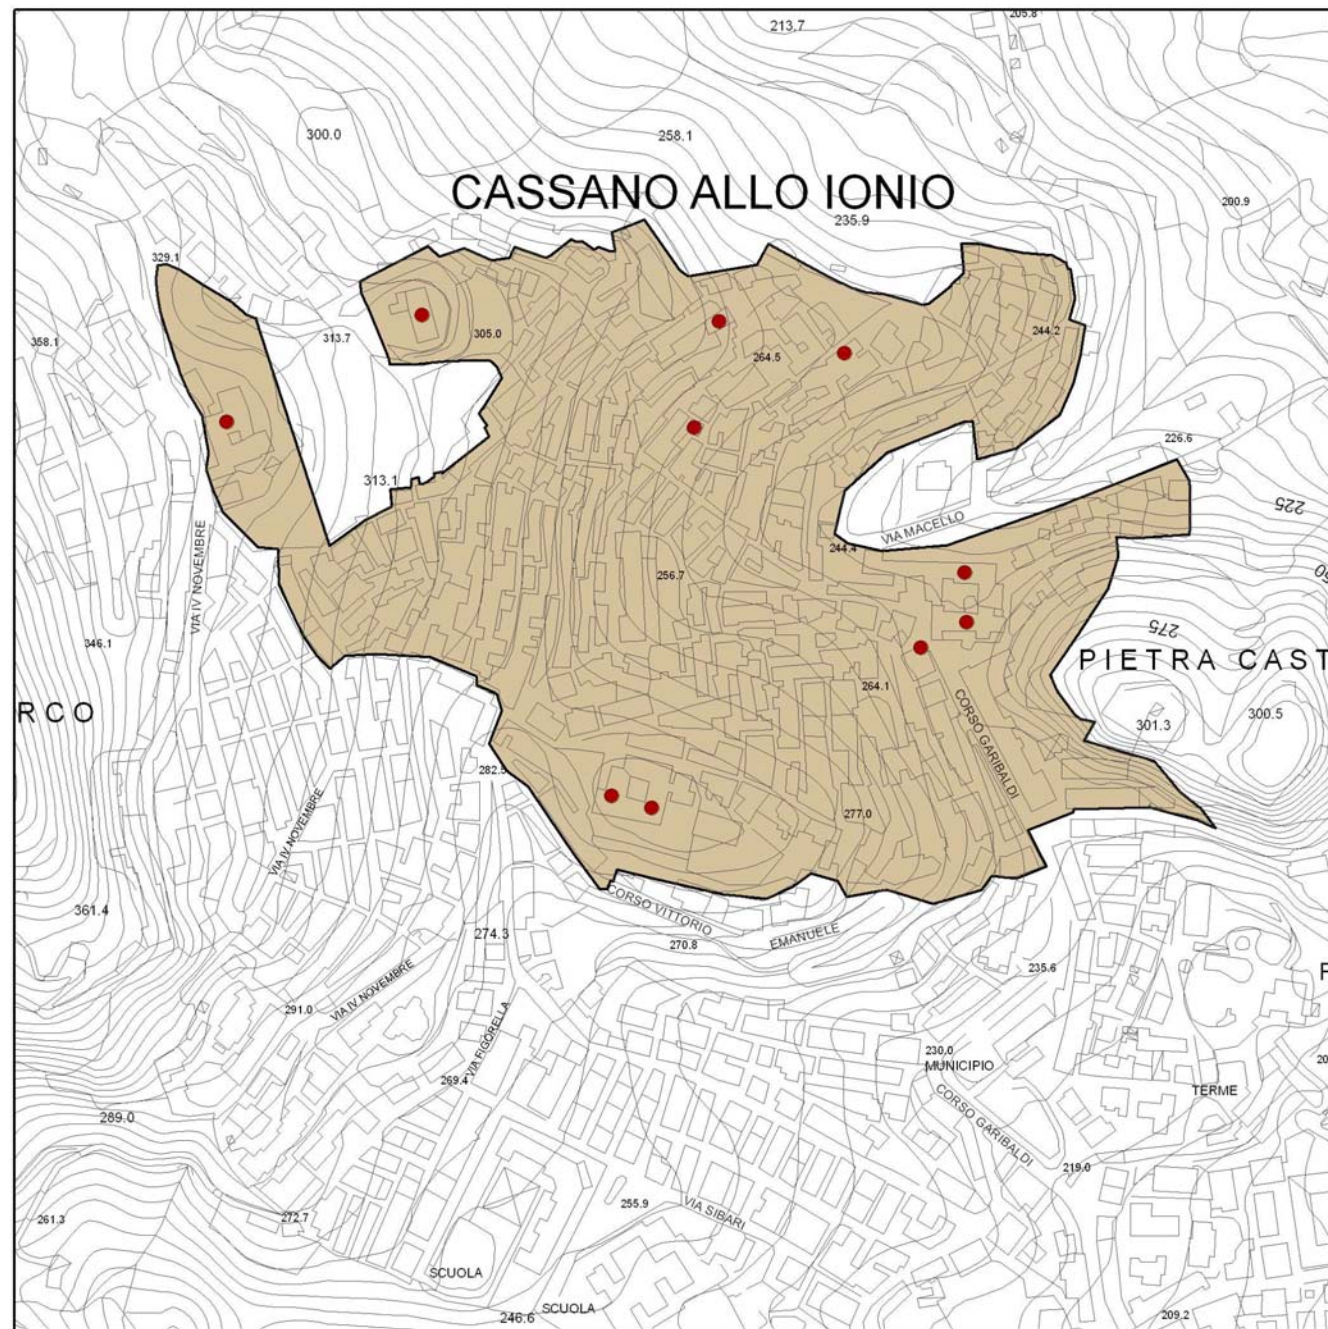 205.8
213.7
300.0
258.1
CASSANO ALLO IONIO
200.9
235.9
329.1
358.1
313.7
305.0
244.2
264.5
226.6
313.1
225
VIA MACELLO
VIA IV NOVEMBRE
244.4
256.7
275
346.1
PIETRA CAST
264.1
RCO
CORSO GARIBALDI
301.3
300.5
282.5
VIA IV NOVEMBRE
277.0
361.4
CORSO VITTORIO
EMANUELE
274.3
270.8
235.6
VIA IV NOVEMBRE
291.0
VIA FIGORELLA
230.0
MUNICIPIO
269.4
TERME
289.0
CORSO GARIBALDI
219.0
261.3
272.7
255.9
VIA SIBARI
SCUOLA
SCUOLA
246.6
209.2